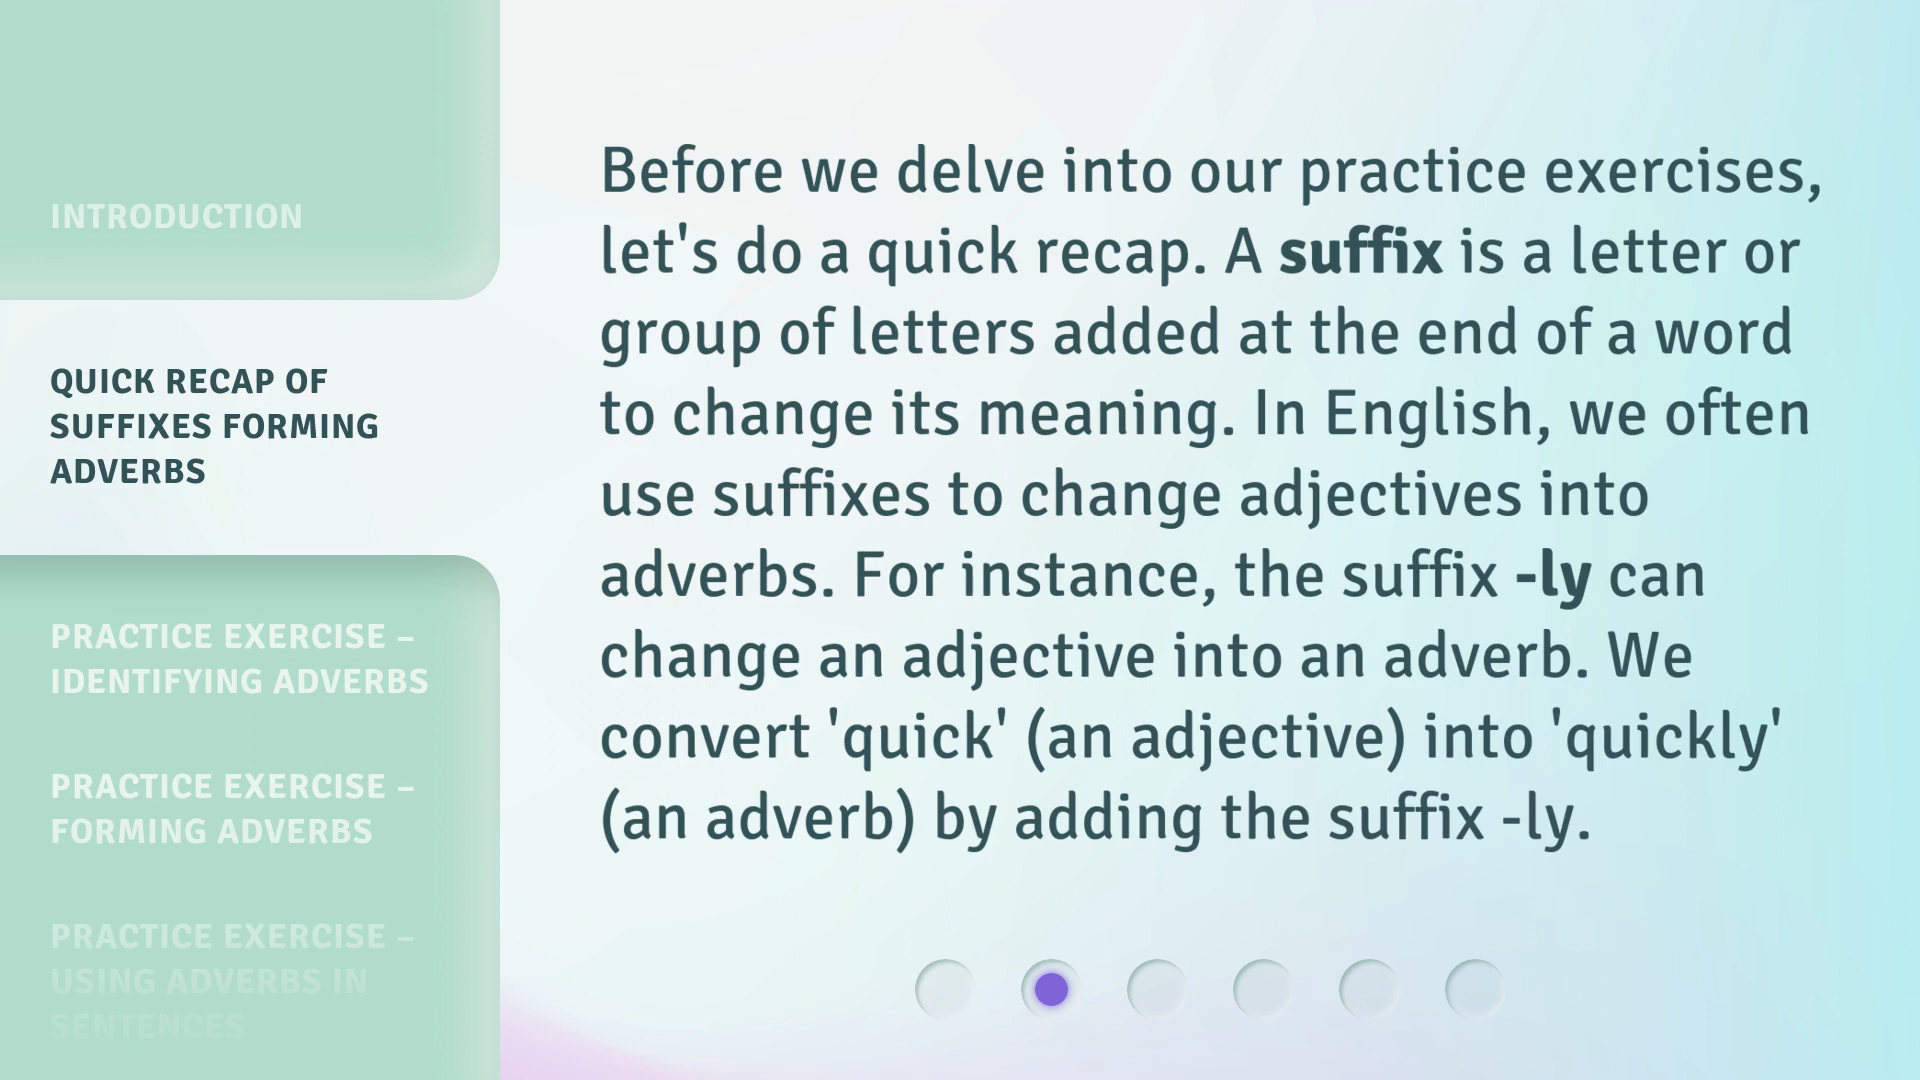 INTRODUCTION
QUICK RECAP OF
SUFFIXES FORMING
ADVERBS
PRACTICE EXERCISE –
IDENTIFYING ADVERBS
PRACTICE EXERCISE –
FORMING ADVERBS
PRACTICE EXERCISE –
USING ADVERBS IN
SENTENCES
Before we delve into our practice exercises,
let's do a quick recap. A suffix is a letter or
group of letters added at the end of a word
to change its meaning. In English, we often
use suffixes to change adjectives into
adverbs. For instance, the suffix -ly can
change an adjective into an adverb. We
convert 'quick' (an adjective) into 'quickly'
(an adverb) by adding the suffix -ly.